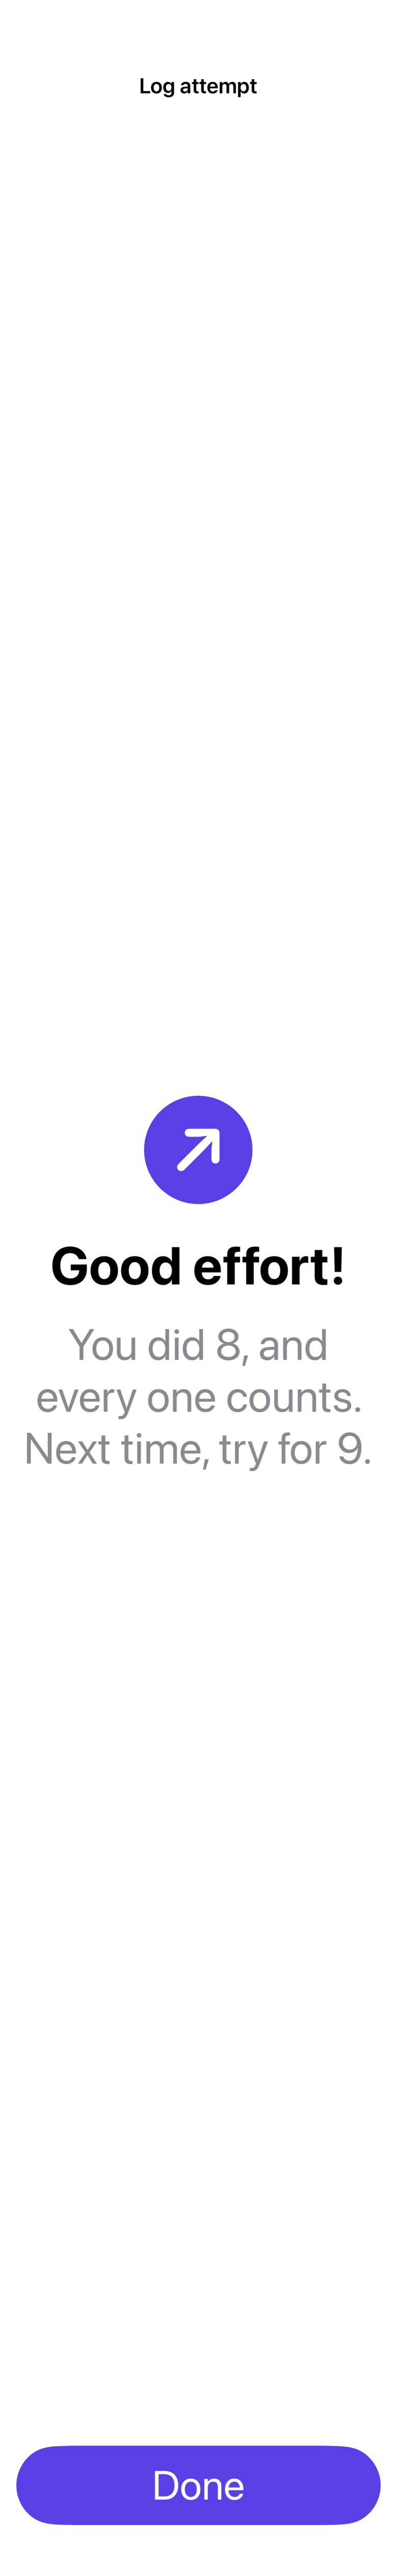 Log attempt
Good effort!
You did 8, and
every one counts.
Next time, try for 9.
Done